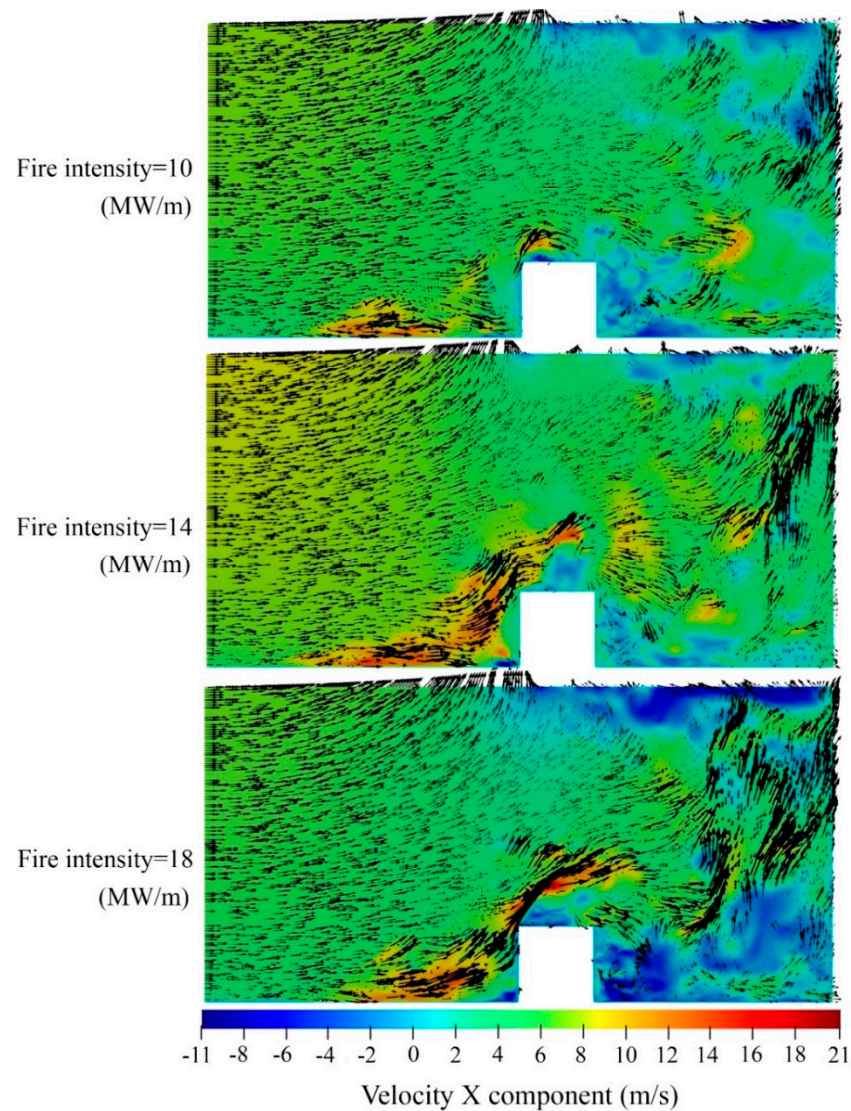 Fire intensity=10
(MW/m)
Fire intensity=14
(MW/m)
Fire intensity=18
(MW/m)
-11 -8 -6 -4 -2 0 2 4 6 8 10 12 14 16 18 21
Velocity X component (m/s)